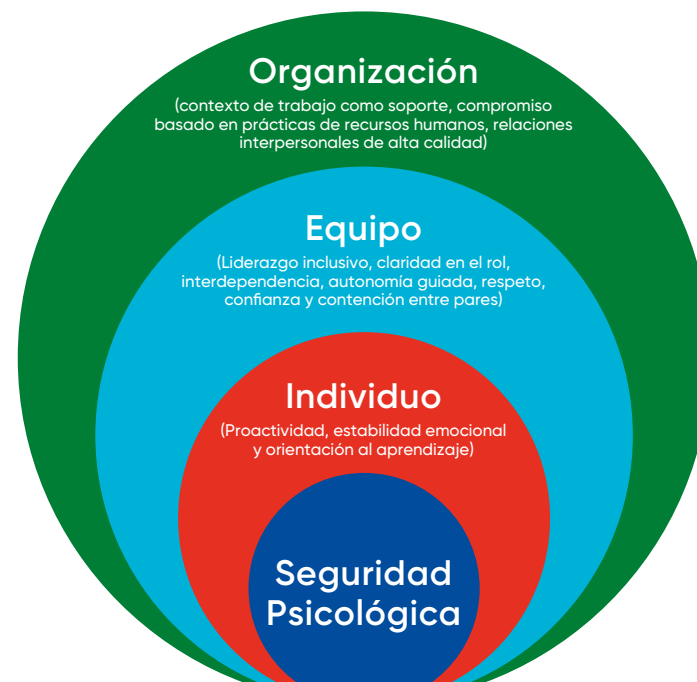 Organización
(contexto de trabajo como soporte, compromiso
basado en prácticas de recursos humanos, relaciones
interpersonales de alta calidad)
Equipo
(Liderazgo inclusivo, claridad en el rol,
interdependencia, autonomía guiada, respeto,
confianza y contención entre pares)
Individuo
(Proactividad, estabilidad emocional
y orientación al aprendizaje)
Seguridad
Psicológica